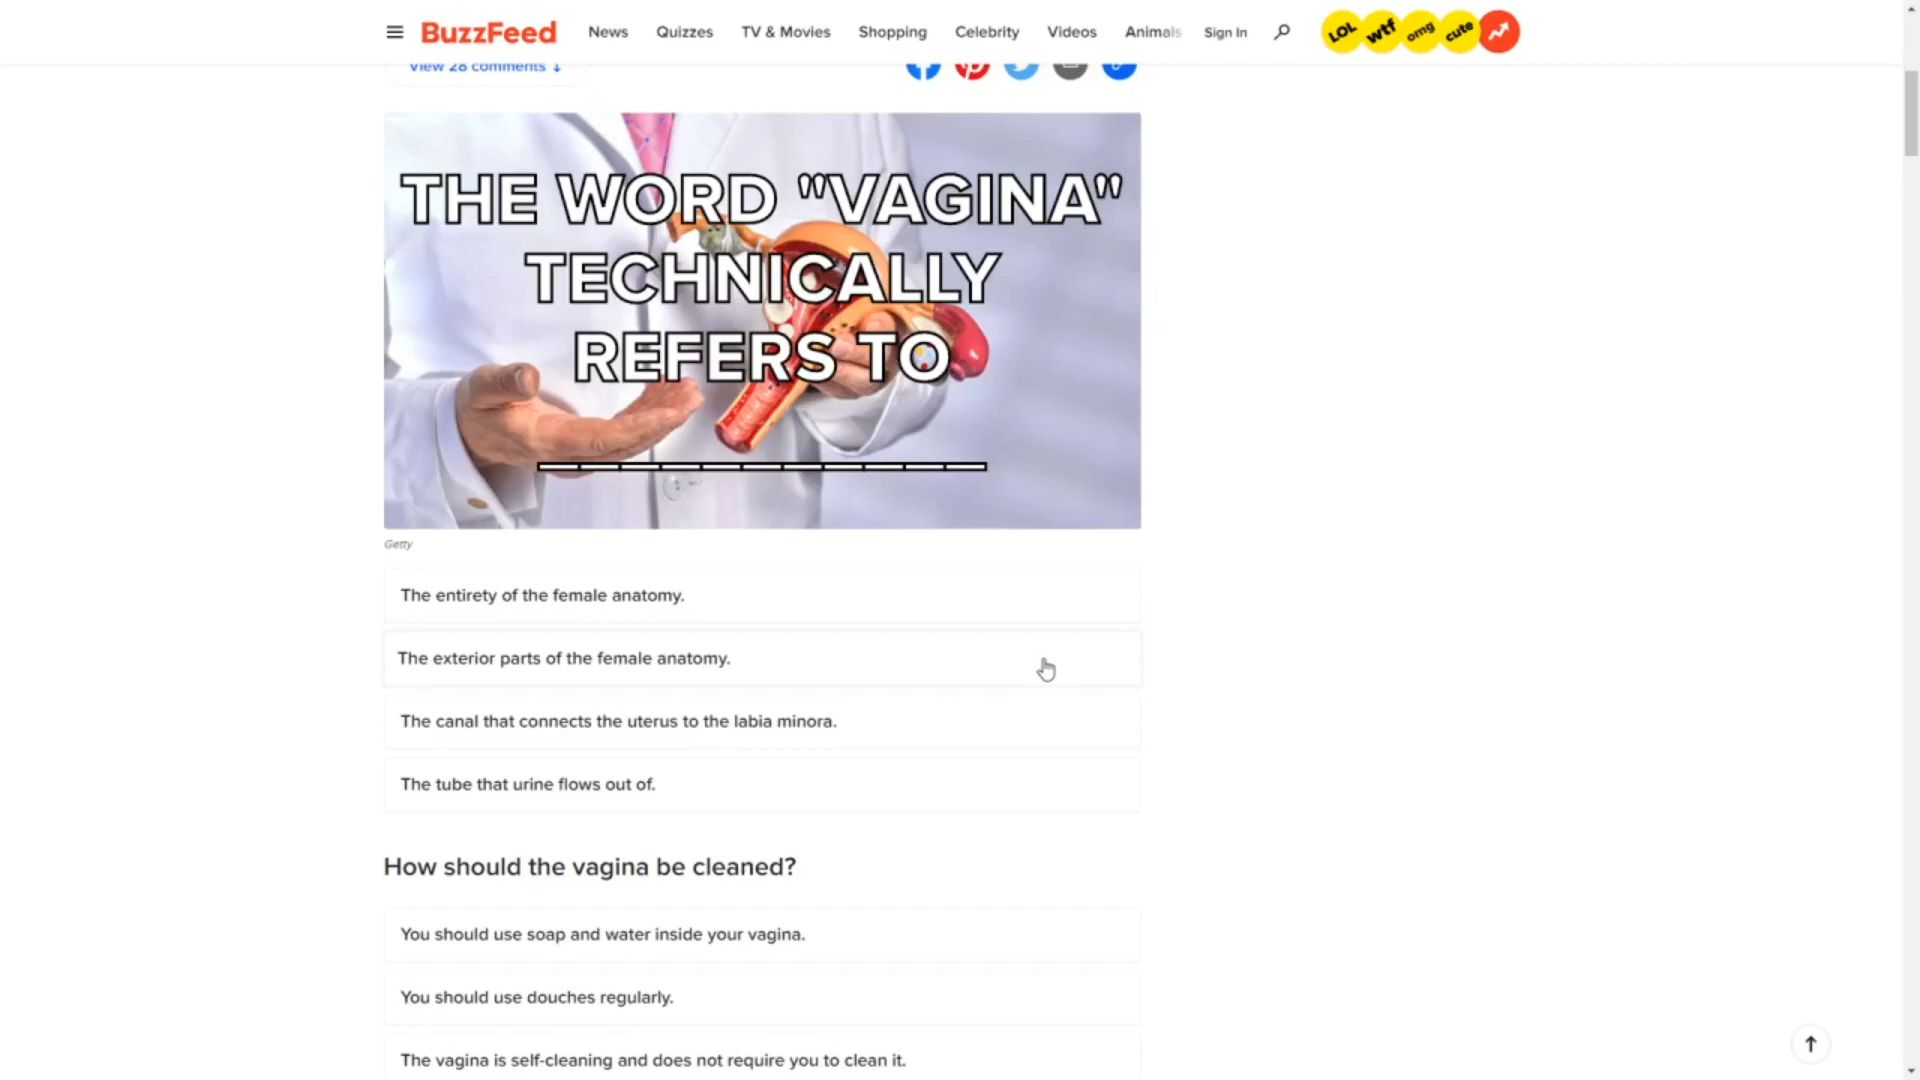 BuzzFeed
News
Quizzes
TV & Movies
Shopping
Celebrity
Videos
Animals
Sign In
LOL
wtf
omg
cute
View 28 comments ↓
THE WORD "VAGINA"
TECHNICALLY
REFERS TO
Getty
The entirety of the female anatomy.
The exterior parts of the female anatomy.
The canal that connects the uterus to the labia minora.
The tube that urine flows out of.
How should the vagina be cleaned?
You should use soap and water inside your vagina.
You should use douches regularly.
The vagina is self-cleaning and does not require you to clean it.